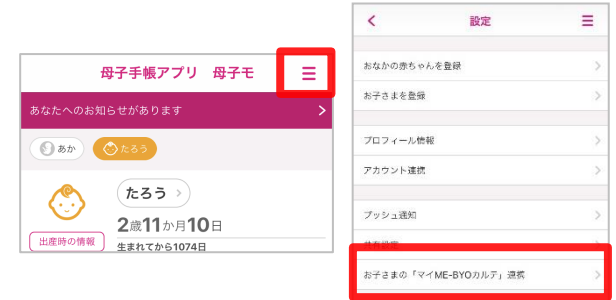 母子手帳アプリ 母子モ
あなたへのお知らせがあります
あか
たろう
たろう
2歳11か月10日
出産時の情報
生まれてから1074日
設定
おなかの赤ちゃんを登録
お子さまを登録
プロフィール情報
アカウント連携
プッシュ通知
共有設定
お子さまの「マイME-BYOカルテ」連携